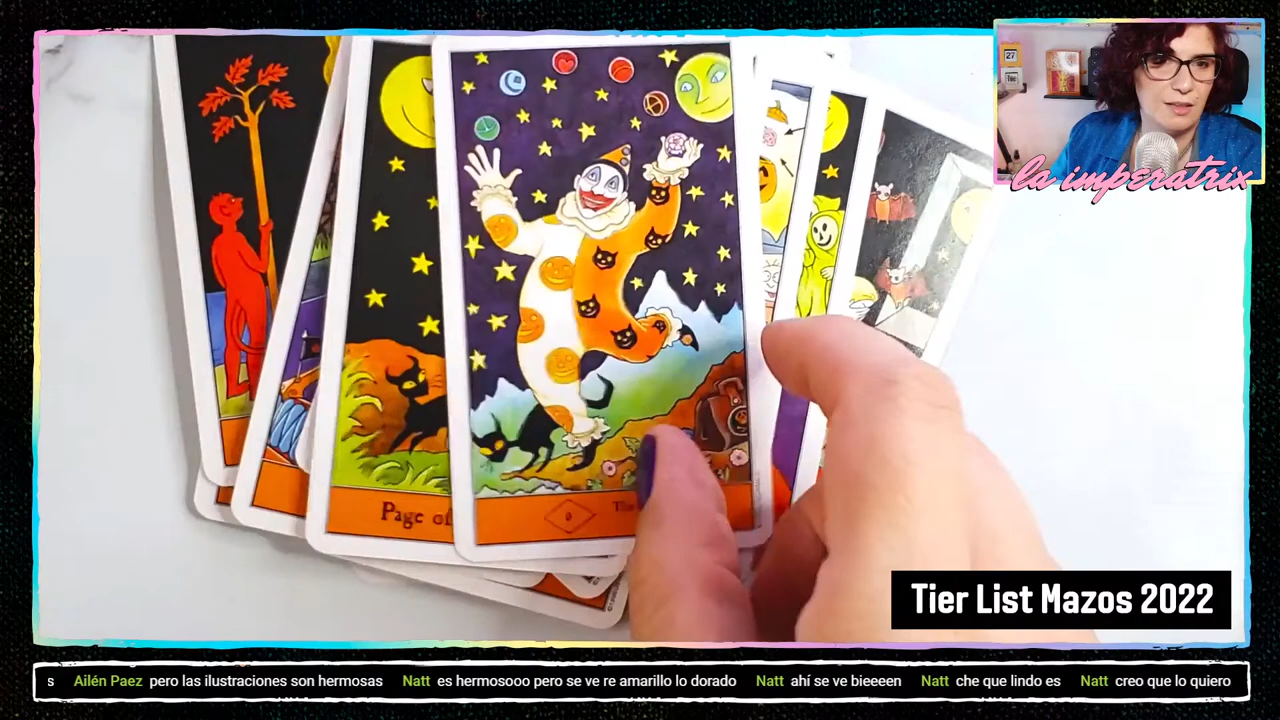 27
la imperatrix
Page of
0
Tier List Mazos 2022
s Ailén Paez pero las ilustraciones son hermosas Natt es hermosooo pero se ve re amarillo lo dorado Natt ahí se ve bieeeen Natt che que lindo es Natt creo que lo quiero